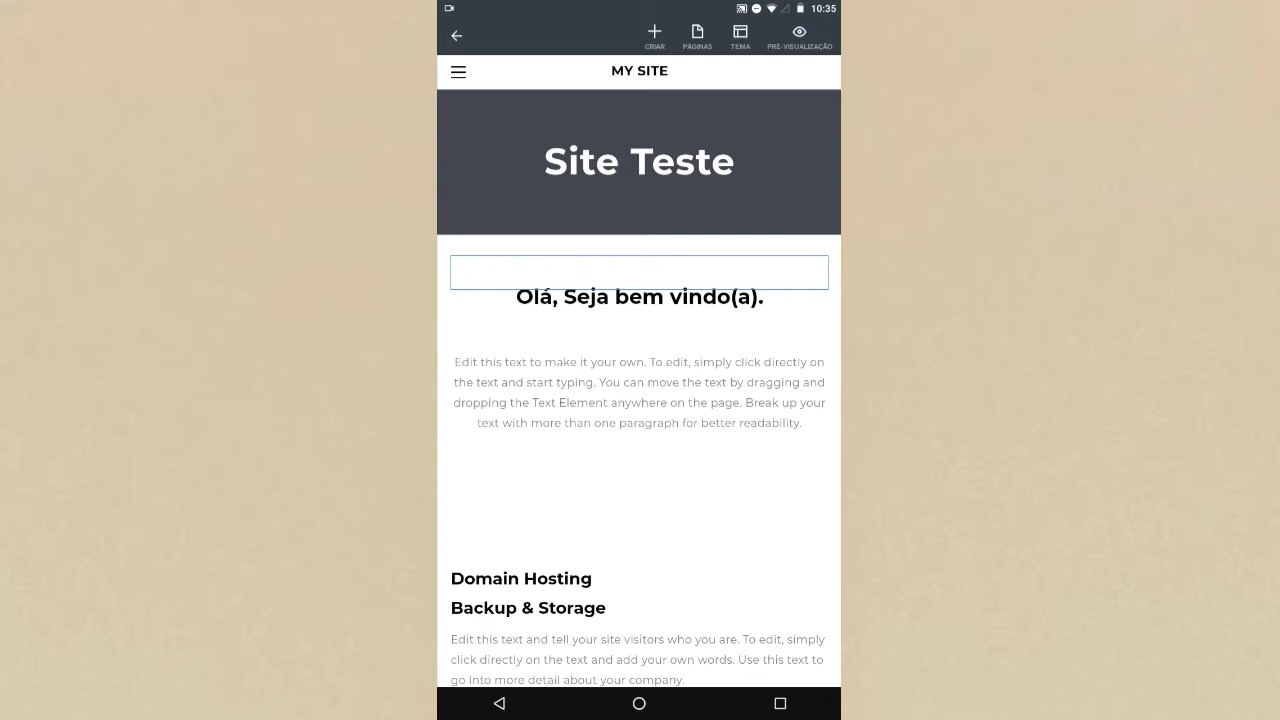 10:35
CRIAR
PÁGINAS
TEMA
PRÉ-VISUALIZAÇÃO
MY SITE
Site Teste
Olá, Seja bem vindo(a).
Edit this text to make it your own. To edit, simply click directly on
the text and start typing. You can move the text by dragging and
dropping the Text Element anywhere on the page. Break up your
text with more than one paragraph for better readability.
Domain Hosting
Backup & Storage
Edit this text and tell your site visitors who you are. To edit, simply
click directly on the text and add your own words. Use this text to
go into more detail about your company.